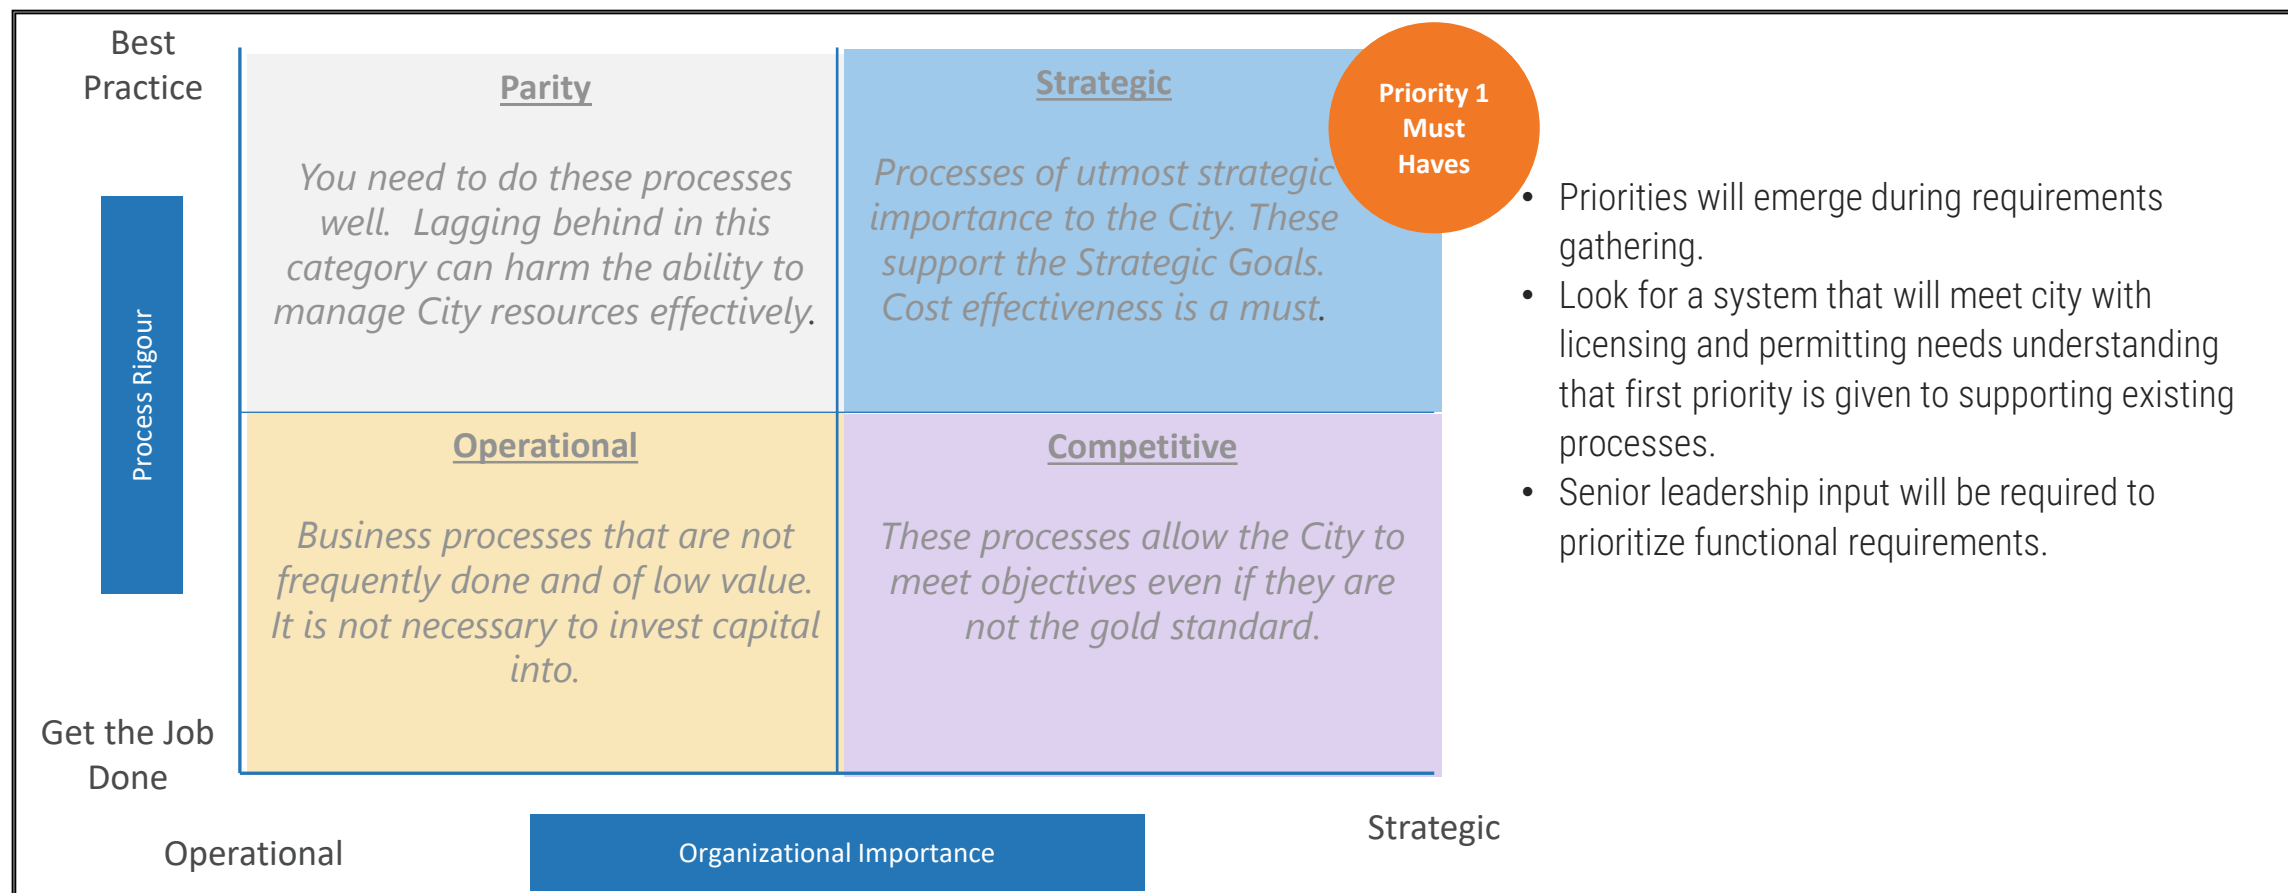 Best
Practice
Parity
You need to do these processes
well.  Lagging behind in this
category can harm the ability to
manage City resources effectively.
Strategic
Processes of utmost strategic
importance to the City. These
support the Strategic Goals.
Cost effectiveness is a must.
Priority 1
Must
Haves
Process Rigour
Operational
Business processes that are not
frequently done and of low value.
It is not necessary to invest capital
into.
Competitive
These processes allow the City to
meet objectives even if they are
not the gold standard.
Get the Job
Done
Operational
Organizational Importance
Strategic
• Priorities will emerge during requirements
gathering.
• Look for a system that will meet city with
licensing and permitting needs understanding
that first priority is given to supporting existing
processes.
• Senior leadership input will be required to
prioritize functional requirements.